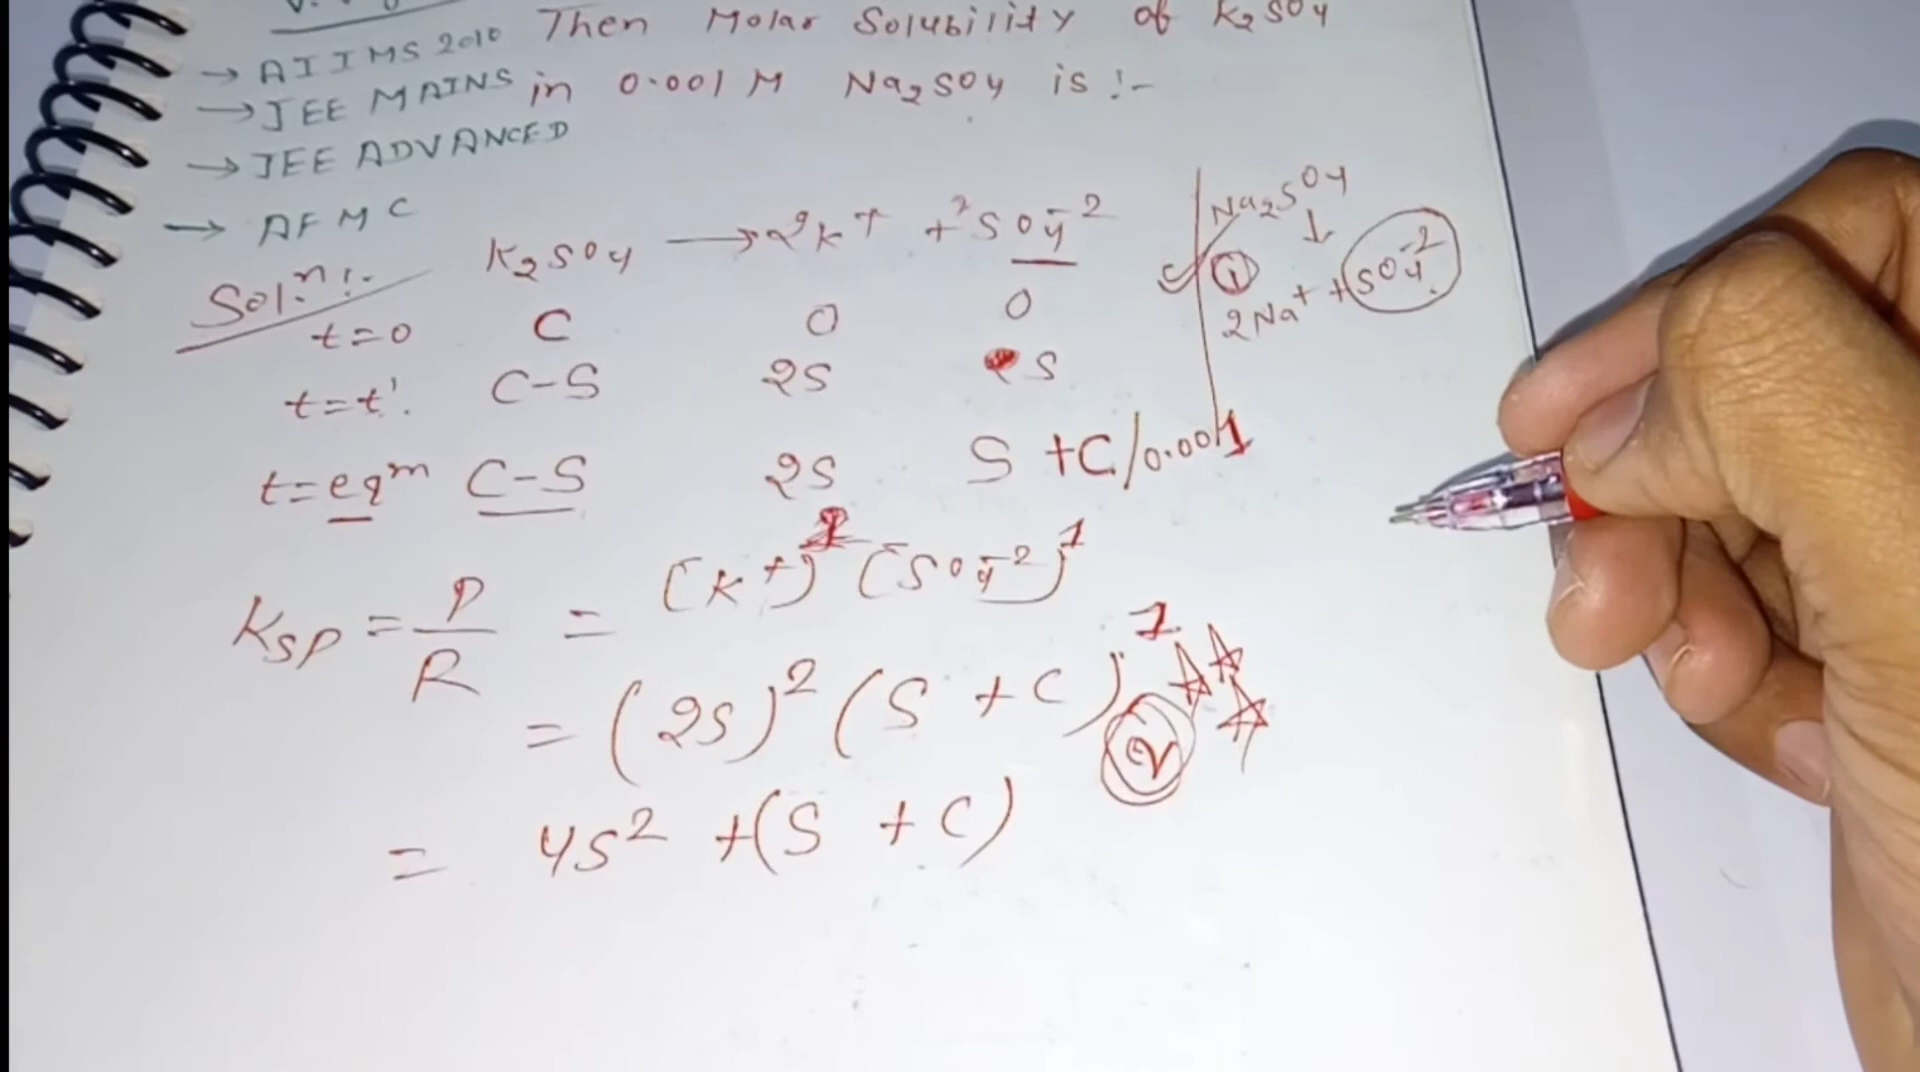 → AIIMS 2010 Then Molar Solubility of K₂SO₄
→ JEE MAINS in 0.001 M Na₂SO₄ is :-
→ JEE ADVANCED
→ AFMC
Solⁿ:- K₂SO₄ → 2K⁺ + SO₄⁻²
Na₂SO₄
↓
① 2Na⁺ + SO₄⁻²
t=0 C 0 0
t=t'. C-S 2S S
t=eqᵐ C-S 2S S +C/0.001
Ksp = P/R = [K⁺]² [SO₄⁻²]¹
= (2S)² (S + C)¹
= 4S² +(S + C)